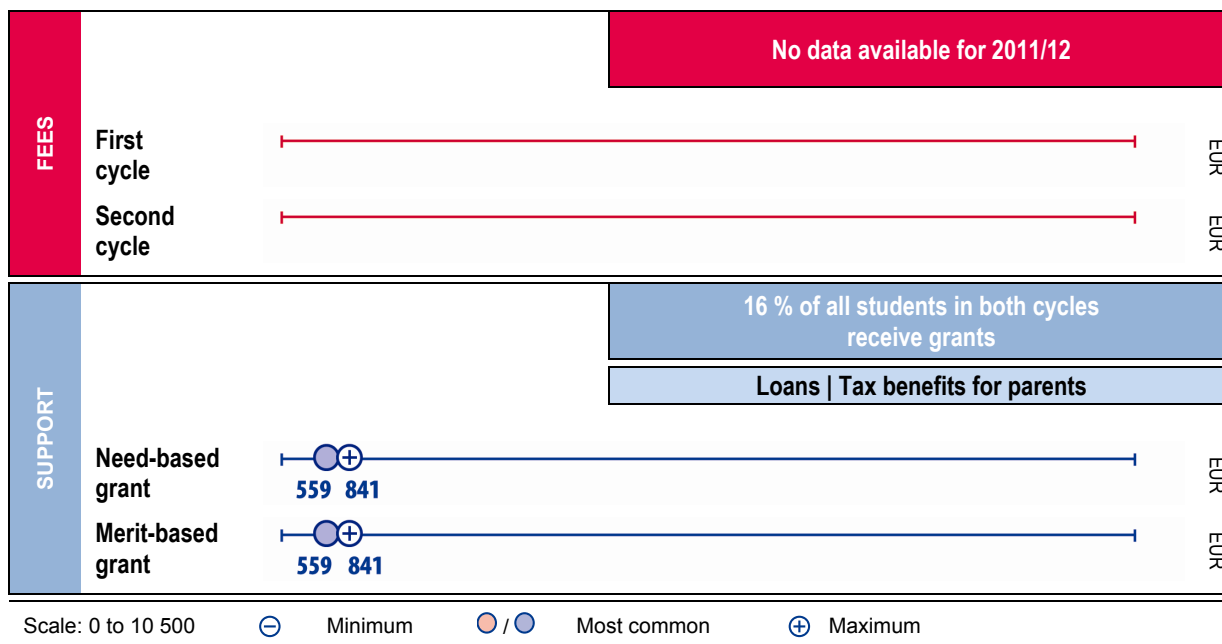 No data available for 2011/12
FEES
First
cycle
EUR
Second
cycle
EUR
16 % of all students in both cycles
receive grants
Loans | Tax benefits for parents
SUPPORT
Need-based
grant
559 841
EUR
Merit-based
grant
559 841
EUR
Scale: 0 to 10 500 Minimum / Most common Maximum